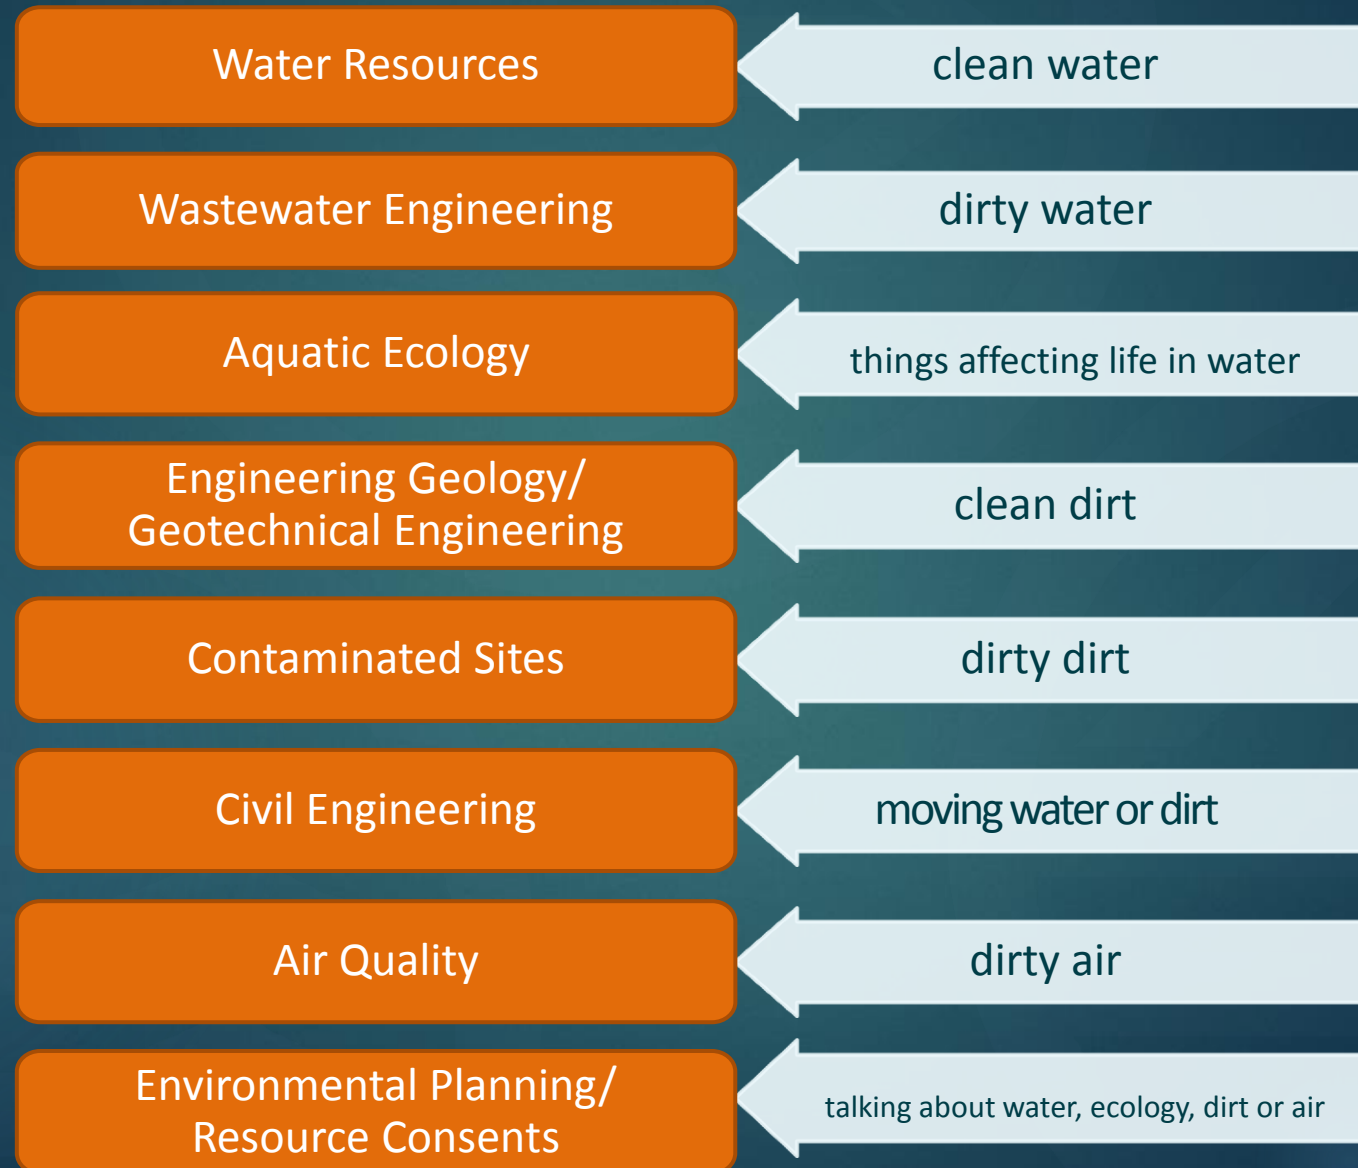 Water Resources
clean water
Wastewater Engineering
dirty water
Aquatic Ecology
things affecting life in water
Engineering Geology/
Geotechnical Engineering
clean dirt
Contaminated Sites
dirty dirt
Civil Engineering
moving water or dirt
Air Quality
dirty air
Environmental Planning/
Resource Consents
talking about water, ecology, dirt or air